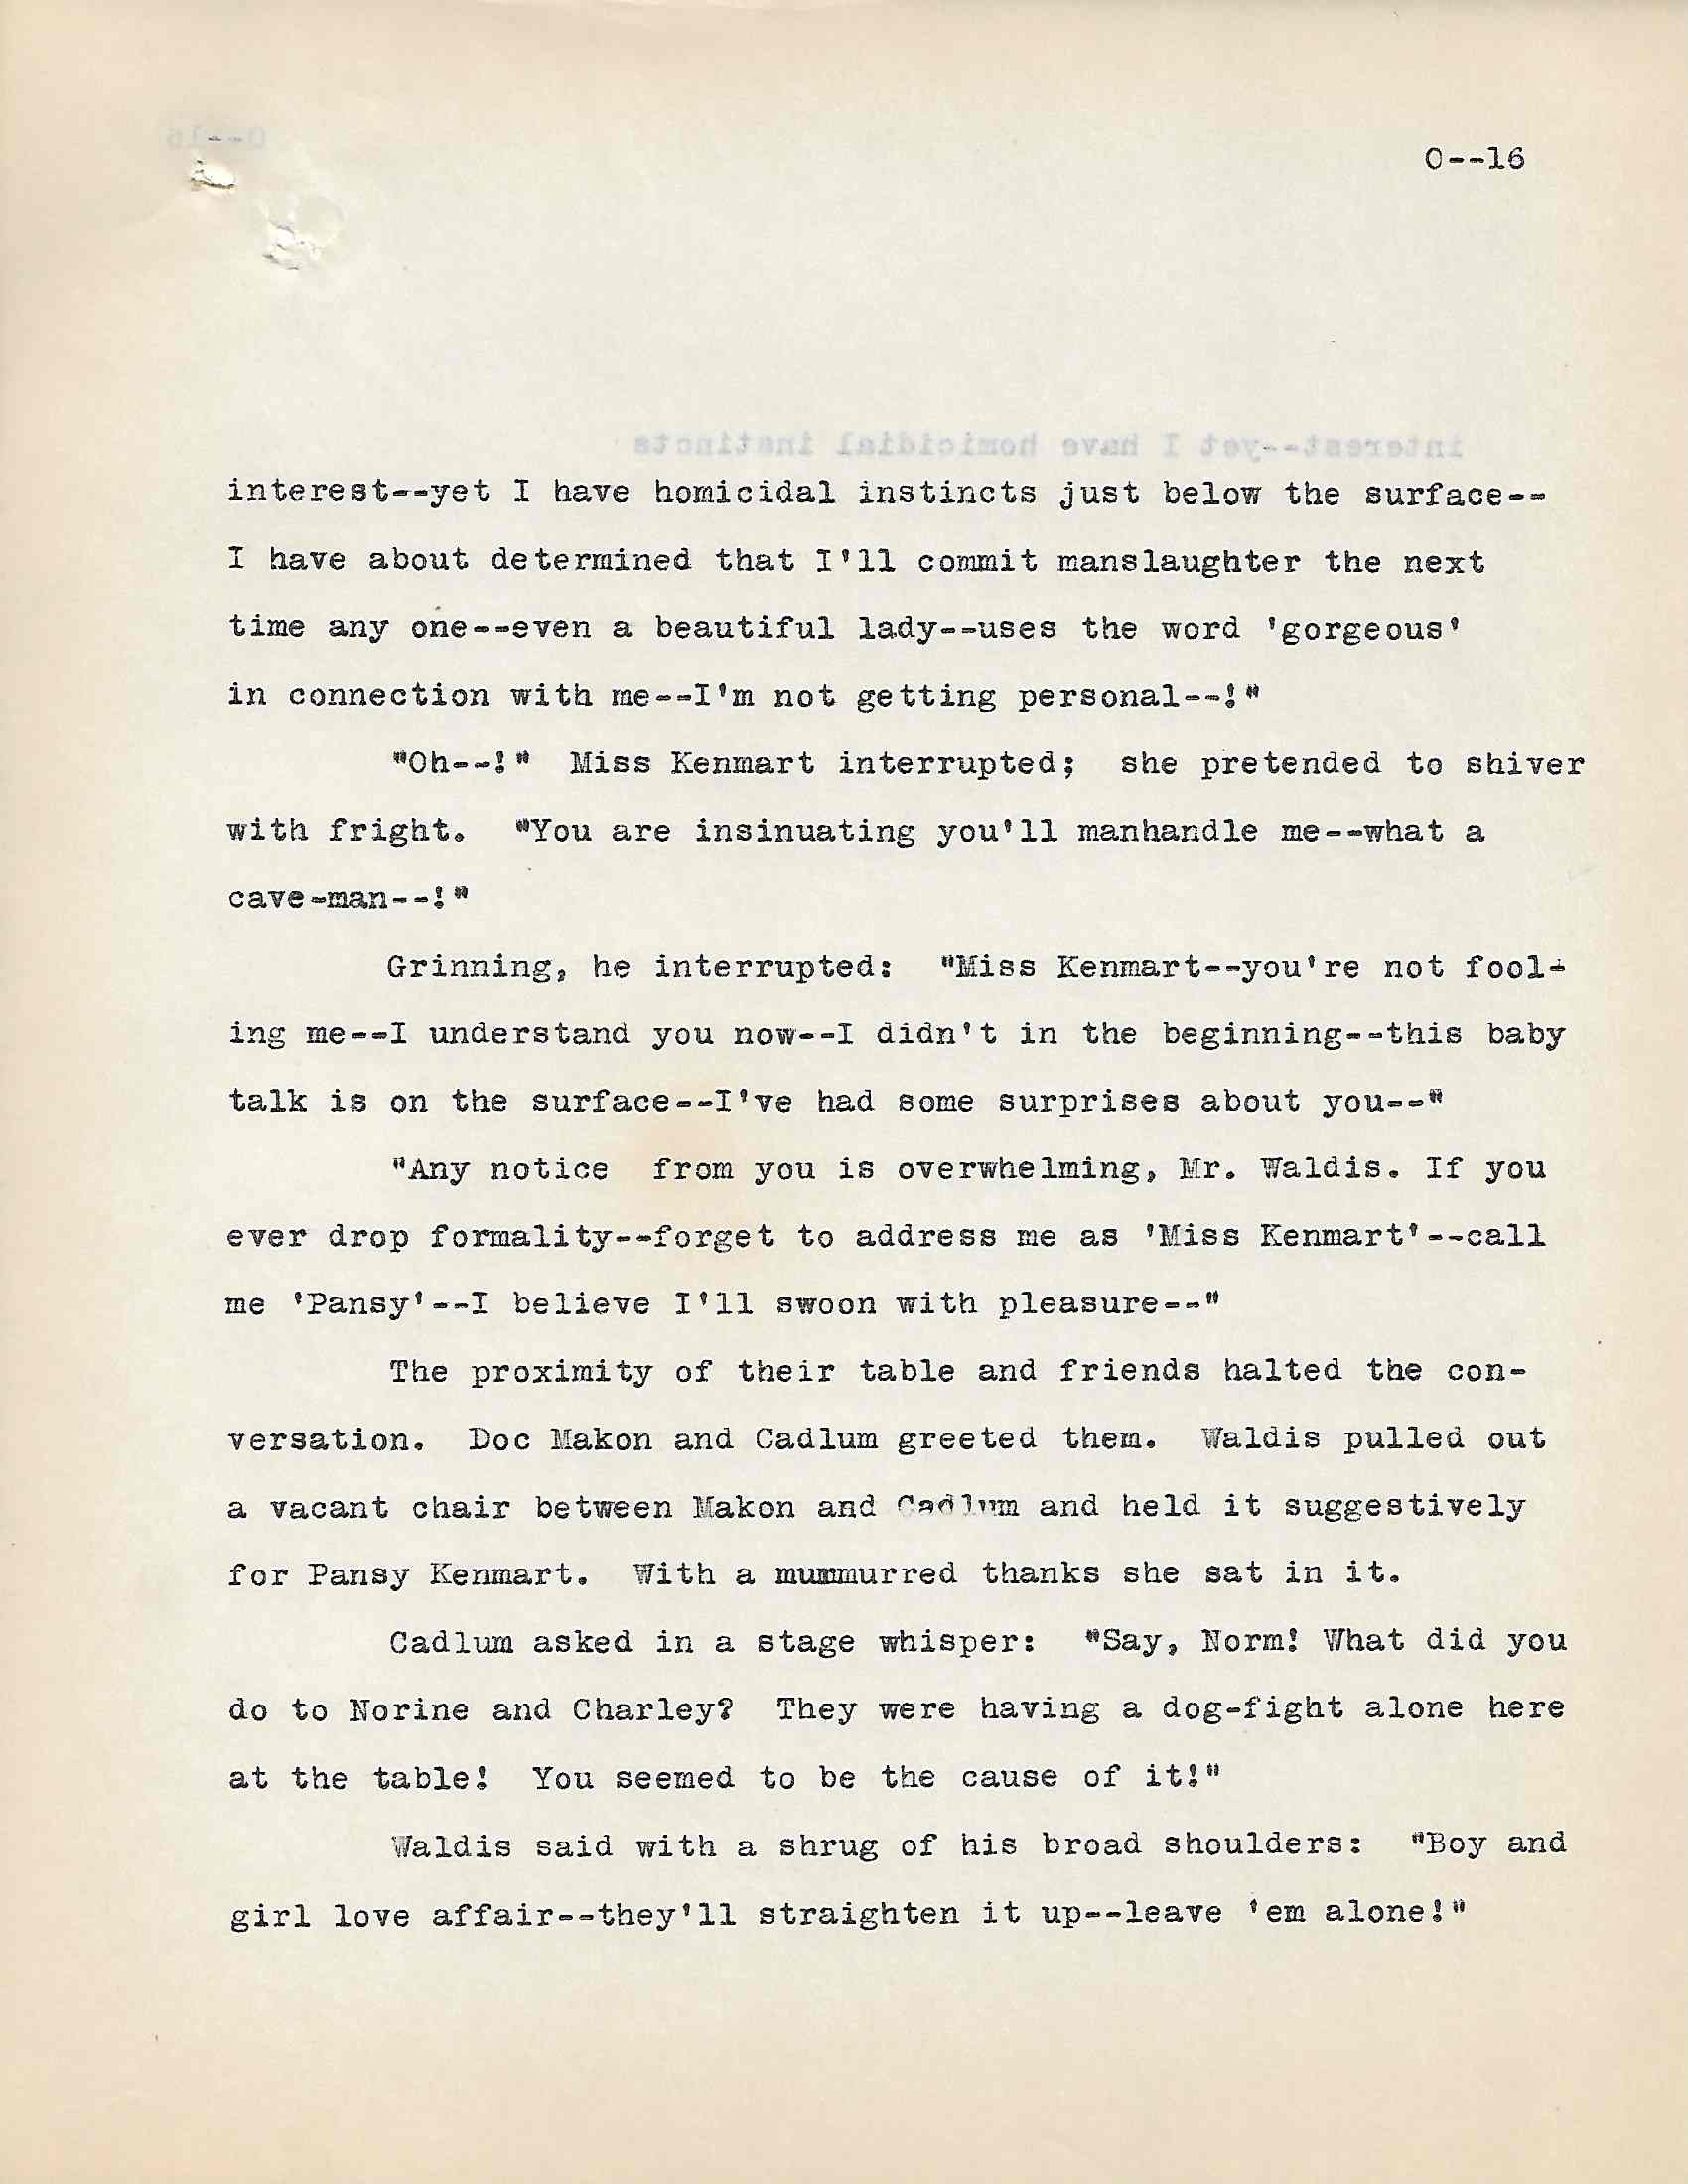 O--16
interest--yet I have homicidial instincts
interest--yet I have homicidal instincts just below the surface--
I have about determined that I'll commit manslaughter the next
time any one--even a beautiful lady--uses the word 'gorgeous'
in connection with me--I'm not getting personal--!"
"Oh--!"  Miss Kenmart interrupted;  she pretended to shiver
with fright.  "You are insinuating you'll manhandle me--what a
cave-man--!"
Grinning, he interrupted:  "Miss Kenmart--you're not fool-
ing me--I understand you now--I didn't in the beginning--this baby
talk is on the surface--I've had some surprises about you--"
"Any notice  from you is overwhelming, Mr. Waldis. If you
ever drop formality--forget to address me as 'Miss Kenmart'--call
me 'Pansy'--I believe I'll swoon with pleasure--"
The proximity of their table and friends halted the con-
versation.  Doc Makon and Cadlum greeted them.  Waldis pulled out
a vacant chair between Makon and Cadlum and held it suggestively
for Pansy Kenmart.  With a mummurred thanks she sat in it.
Cadlum asked in a stage whisper:  "Say, Norm! What did you
do to Norine and Charley?  They were having a dog-fight alone here
at the table!  You seemed to be the cause of it!"
Waldis said with a shrug of his broad shoulders:  "Boy and
girl love affair--they'll straighten it up--leave 'em alone!"